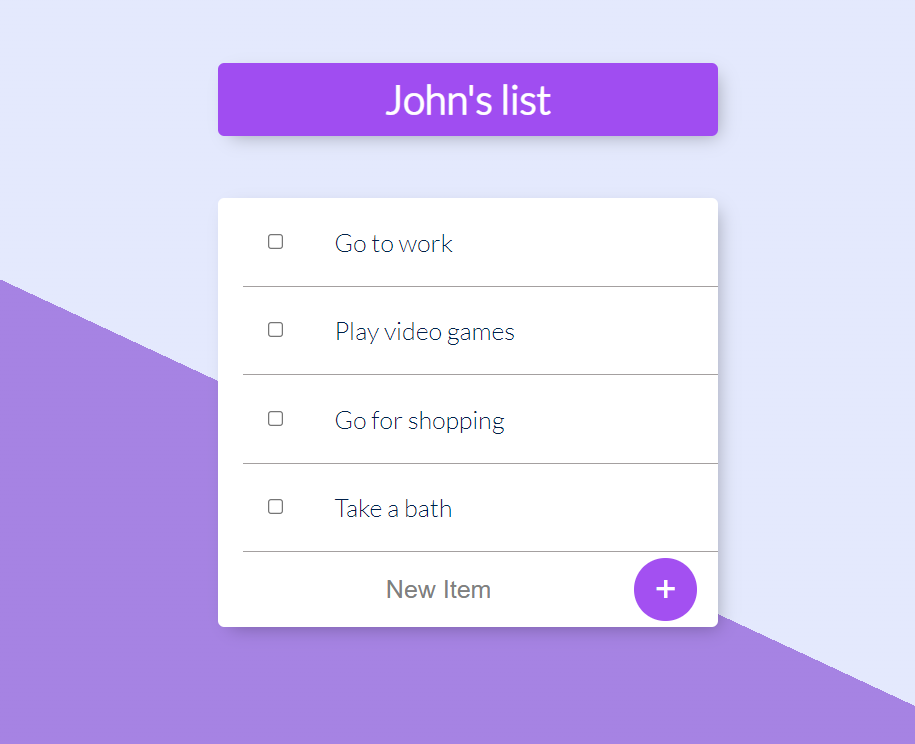 John's list
Go to work
Play video games
Go for shopping
Take a bath
New Item
+